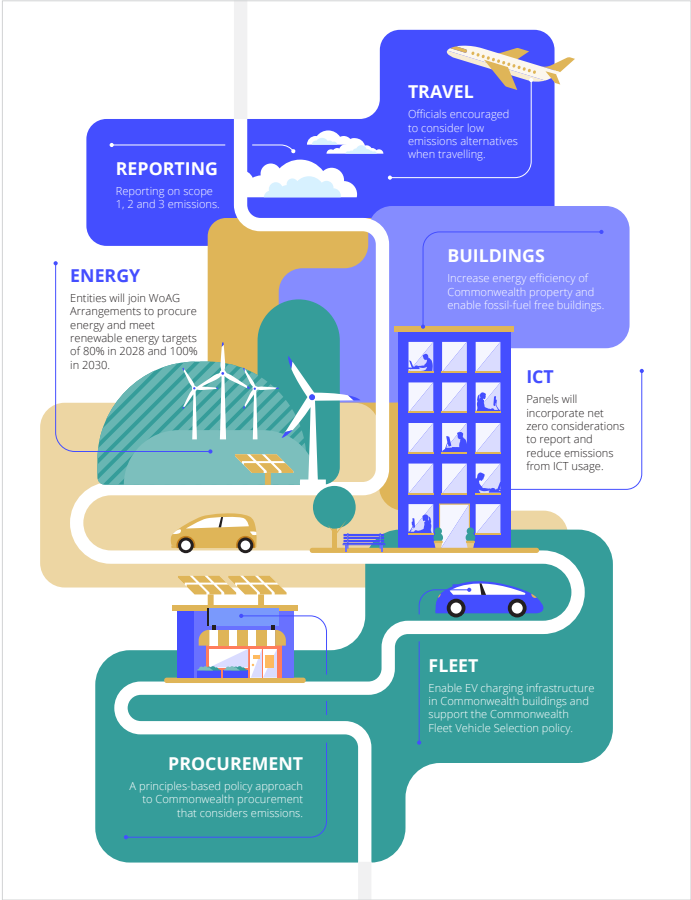 TRAVEL
Officials encouraged
to consider low
emissions alternatives
when travelling.
REPORTING
Reporting on scope
1, 2 and 3 emissions.
BUILDINGS
Increase energy efficiency of
Commonwealth property and
enable fossil-fuel free buildings.
ENERGY
Entities will join WoAG
Arrangements to procure
energy and meet
renewable energy targets
of 80% in 2028 and 100%
in 2030.
ICT
Panels will
incorporate net
zero considerations
to report and
reduce emissions
from ICT usage.
FLEET
Enable EV charging infrastructure
in Commonwealth buildings and
support the Commonwealth
Fleet Vehicle Selection policy.
PROCUREMENT
A principles-based policy approach
to Commonwealth procurement
that considers emissions.